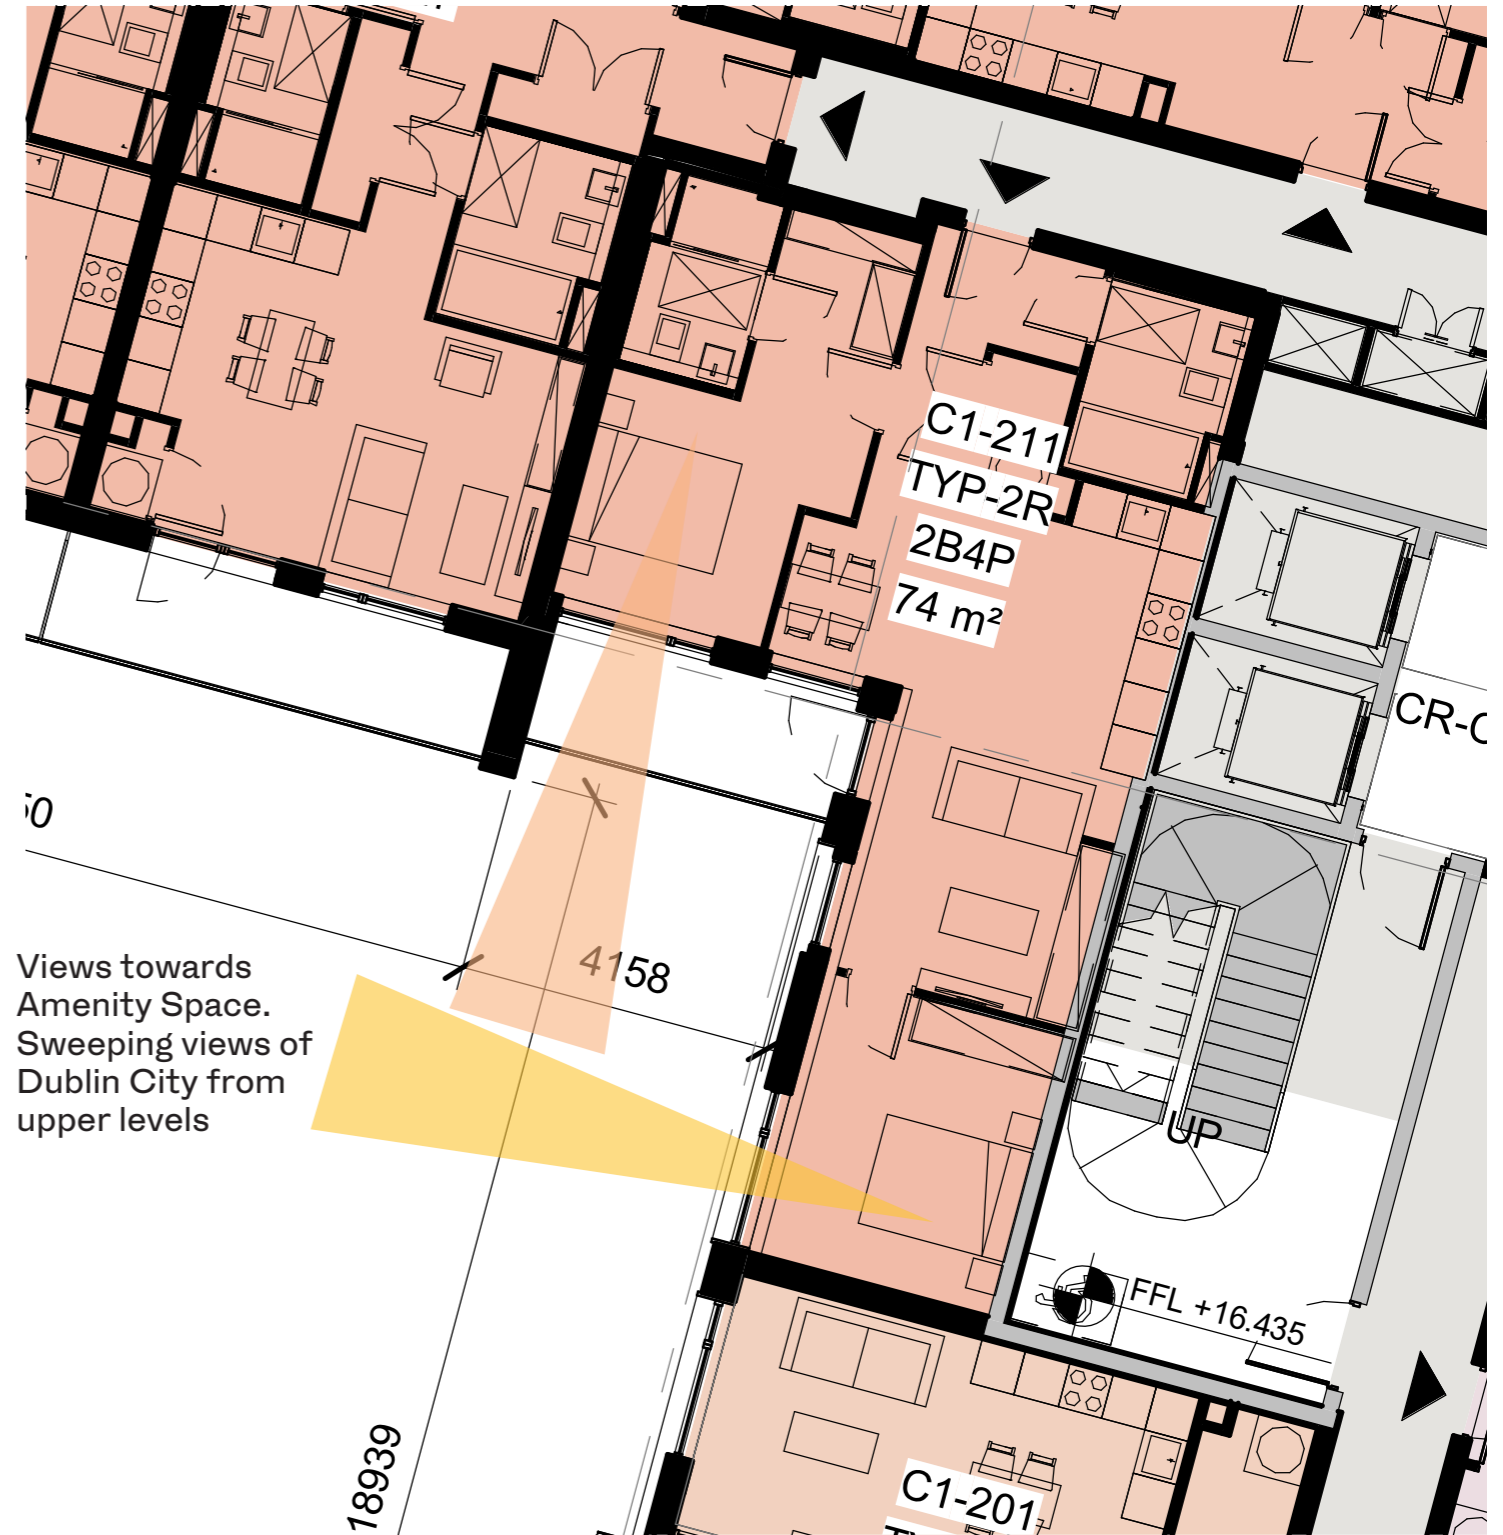 C1-211
TYP-2R
2B4P
74 m²
CR-C
50
4158
Views towards
Amenity Space.
Sweeping views of
Dublin City from
upper levels
UP
FFL +16.435
18939
C1-201